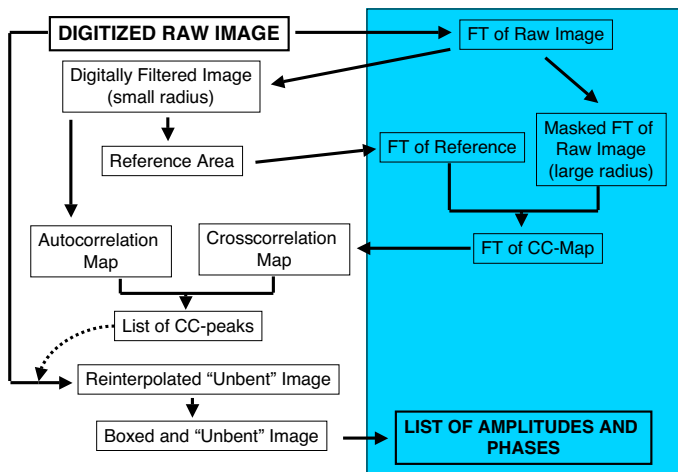 DIGITIZED RAW IMAGE
FT of Raw Image
Digitally Filtered Image
(small radius)
Reference Area
FT of Reference
Masked FT of
Raw Image
(large radius)
Autocorrelation
Map
Crosscorrelation
Map
FT of CC-Map
List of CC-peaks
Reinterpolated “Unbent” Image
Boxed and “Unbent” Image
LIST OF AMPLITUDES AND
PHASES